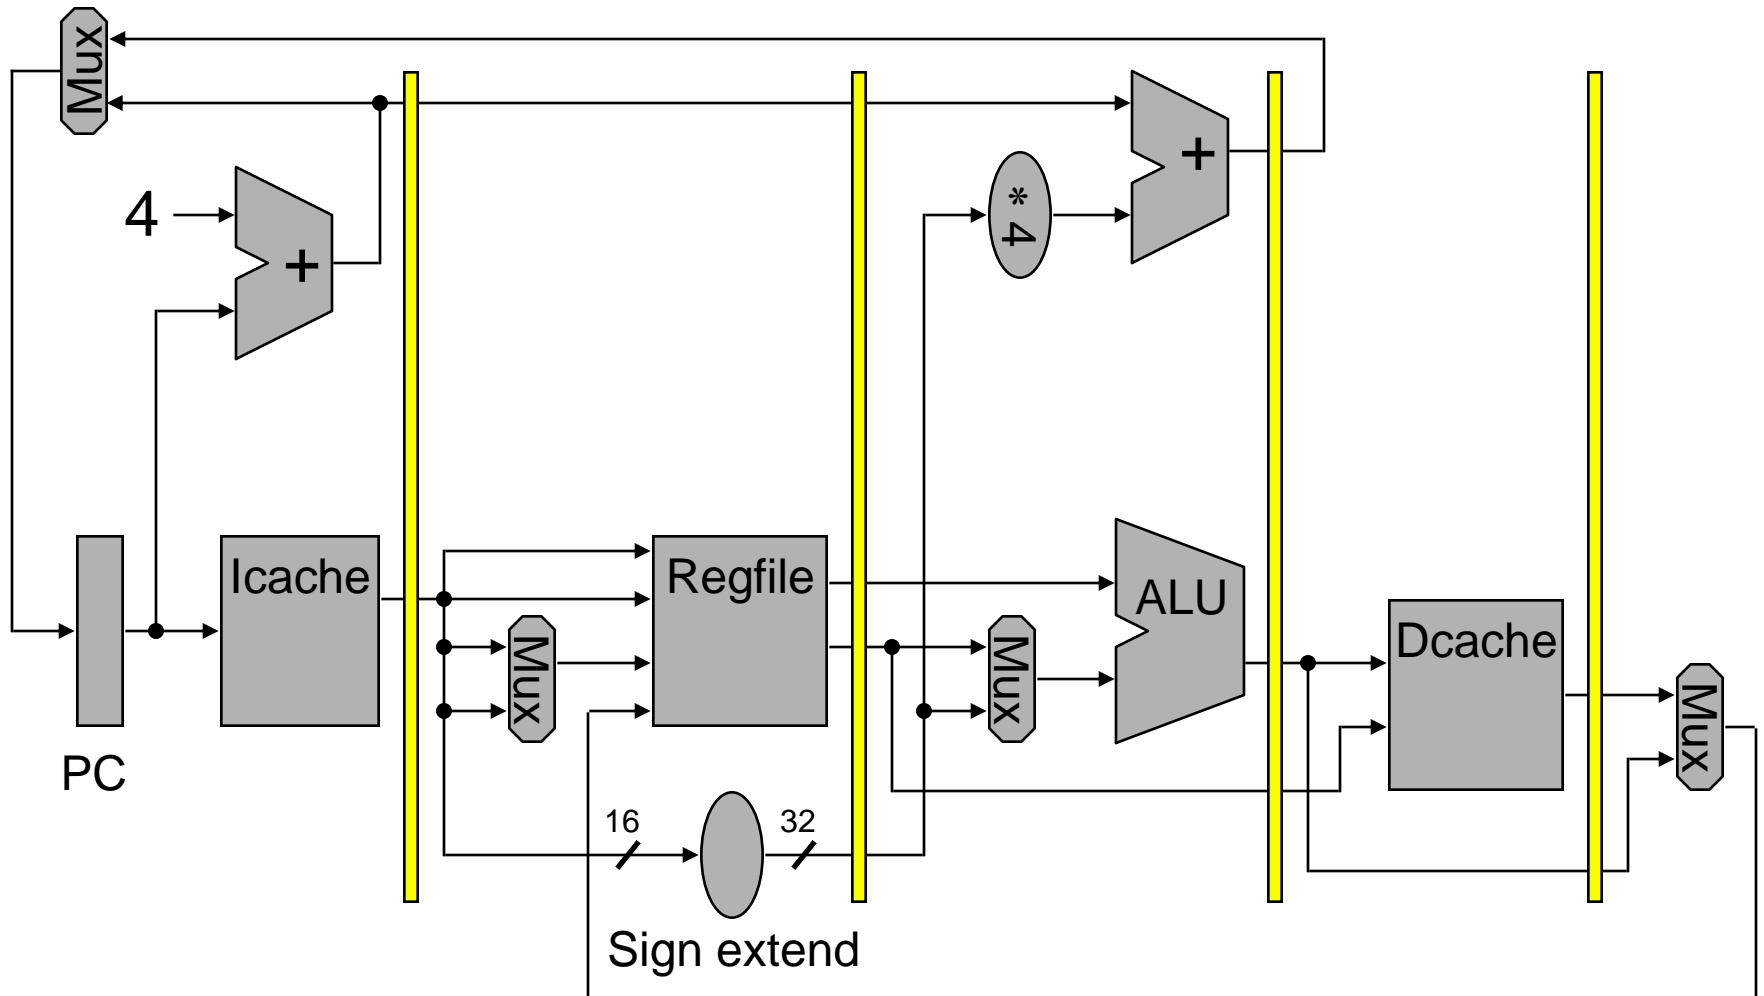 Mux
+
* 4
4
+
Icache
Regfile
ALU
Dcache
Mux
Mux
Mux
PC
16
32
Sign extend